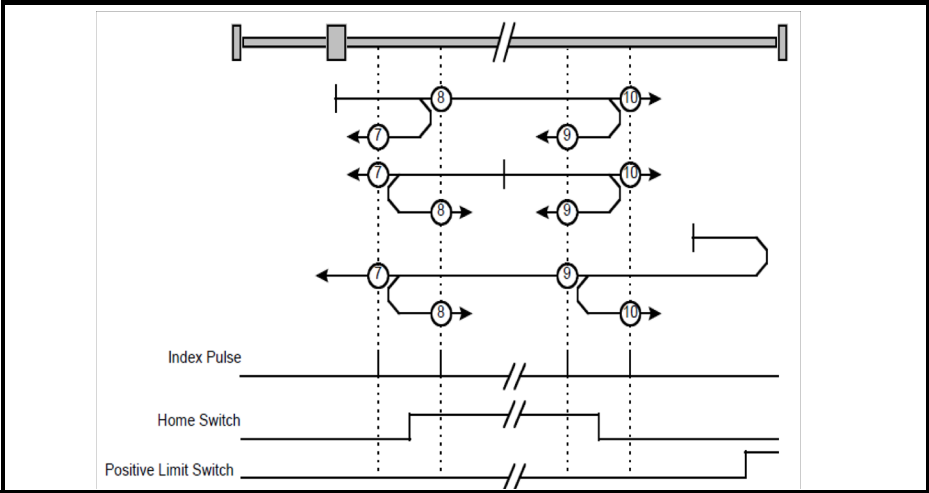 8 10
7 9
7 10
8 9
7 9
8 10
Index Pulse
Home Switch
Positive Limit Switch